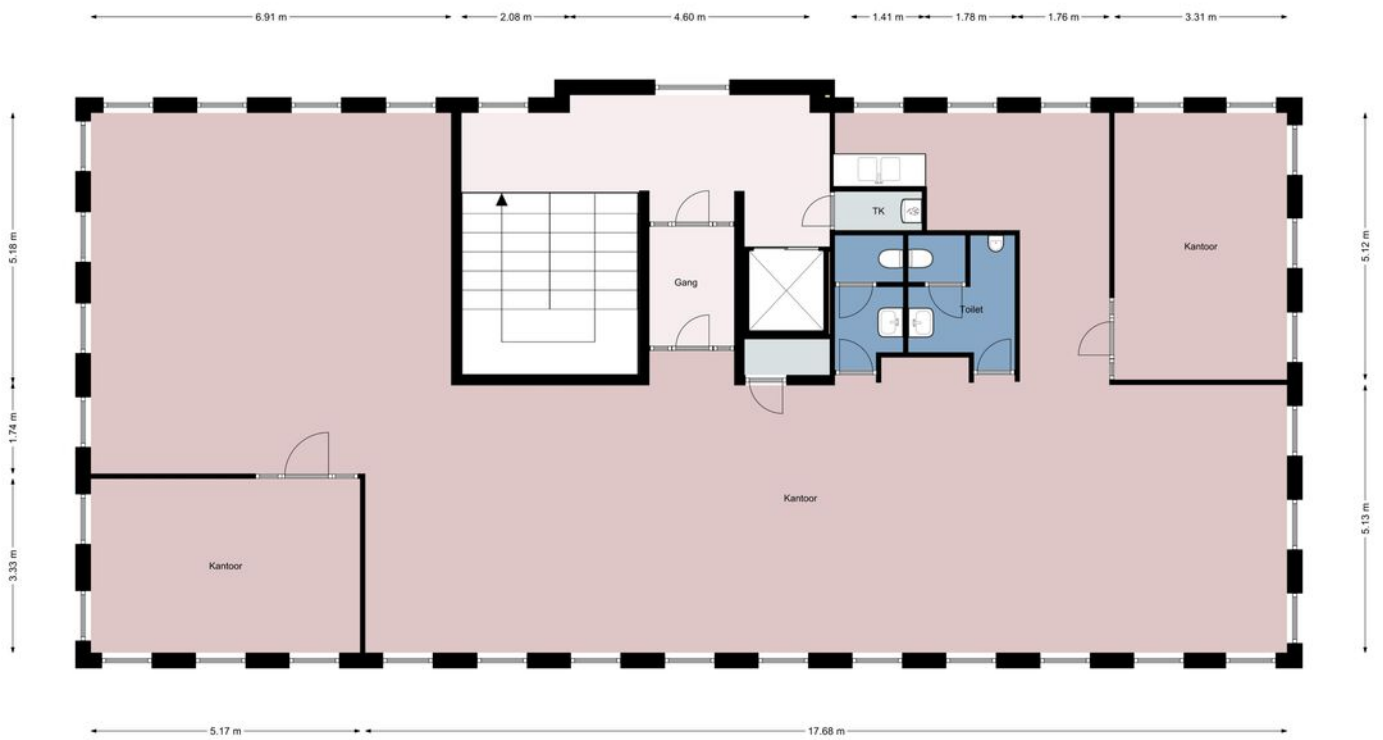 6.91 m
2.08 m
4.60 m
1.41 m
1.78 m
1.76 m
3.31 m
5.18 m
1.74 m
3.33 m
TK
Gang
Toilet
Kantoor
Kantoor
Kantoor
5.12 m
5.13 m
5.17 m
17.68 m